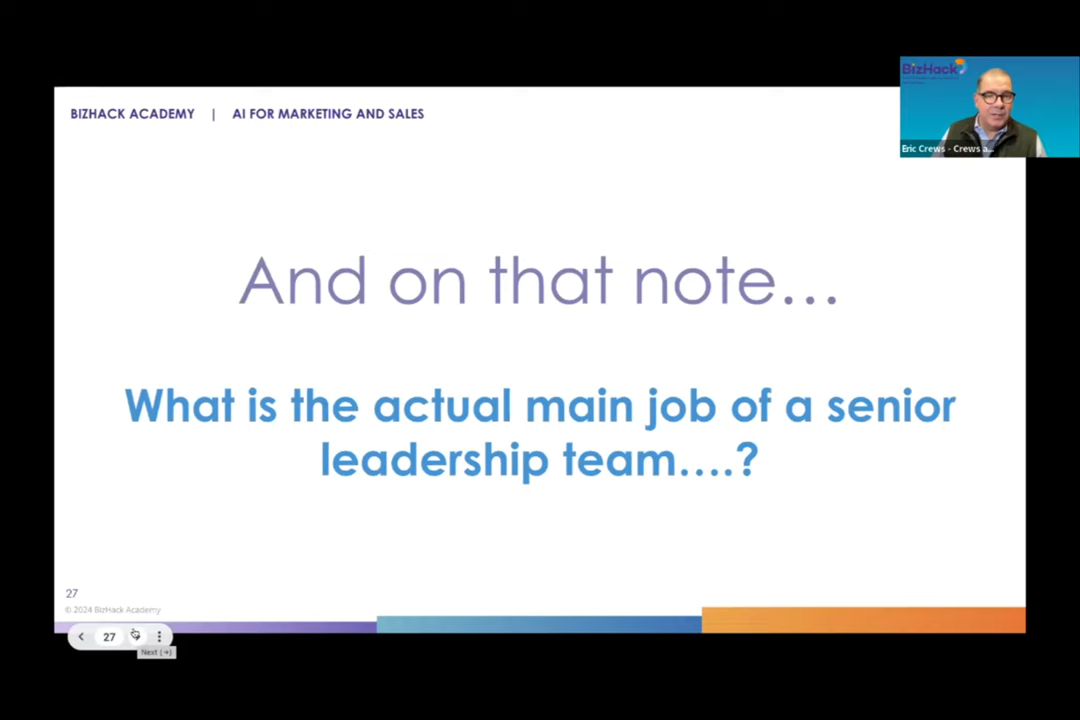 BIZHACK ACADEMY | AI FOR MARKETING AND SALES
BizHack
Eric Crews - Crews a...
And on that note...
What is the actual main job of a senior
leadership team....?
27
© 2024 BizHack Academy
27
Next (→)